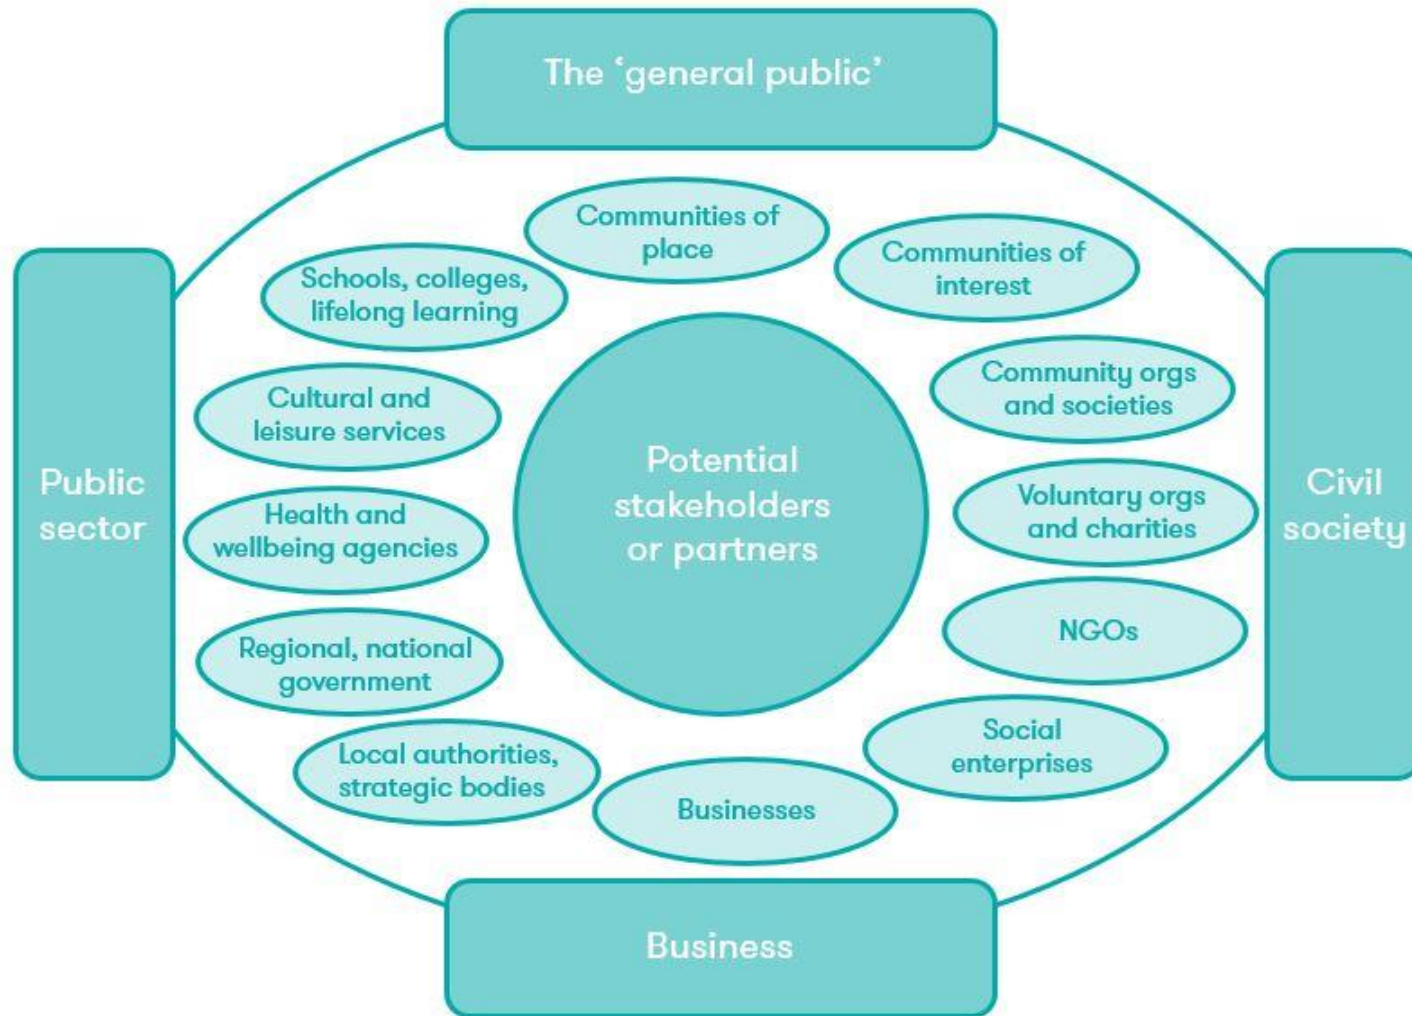 The ‘general public’
Communities of
place
Communities of
interest
Schools, colleges,
lifelong learning
Community orgs
and societies
Cultural and
leisure services
Potential
stakeholders
or partners
Public
sector
Civil
society
Voluntary orgs
and charities
Health and
wellbeing agencies
NGOs
Regional, national
government
Social
enterprises
Local authorities,
strategic bodies
Businesses
Business